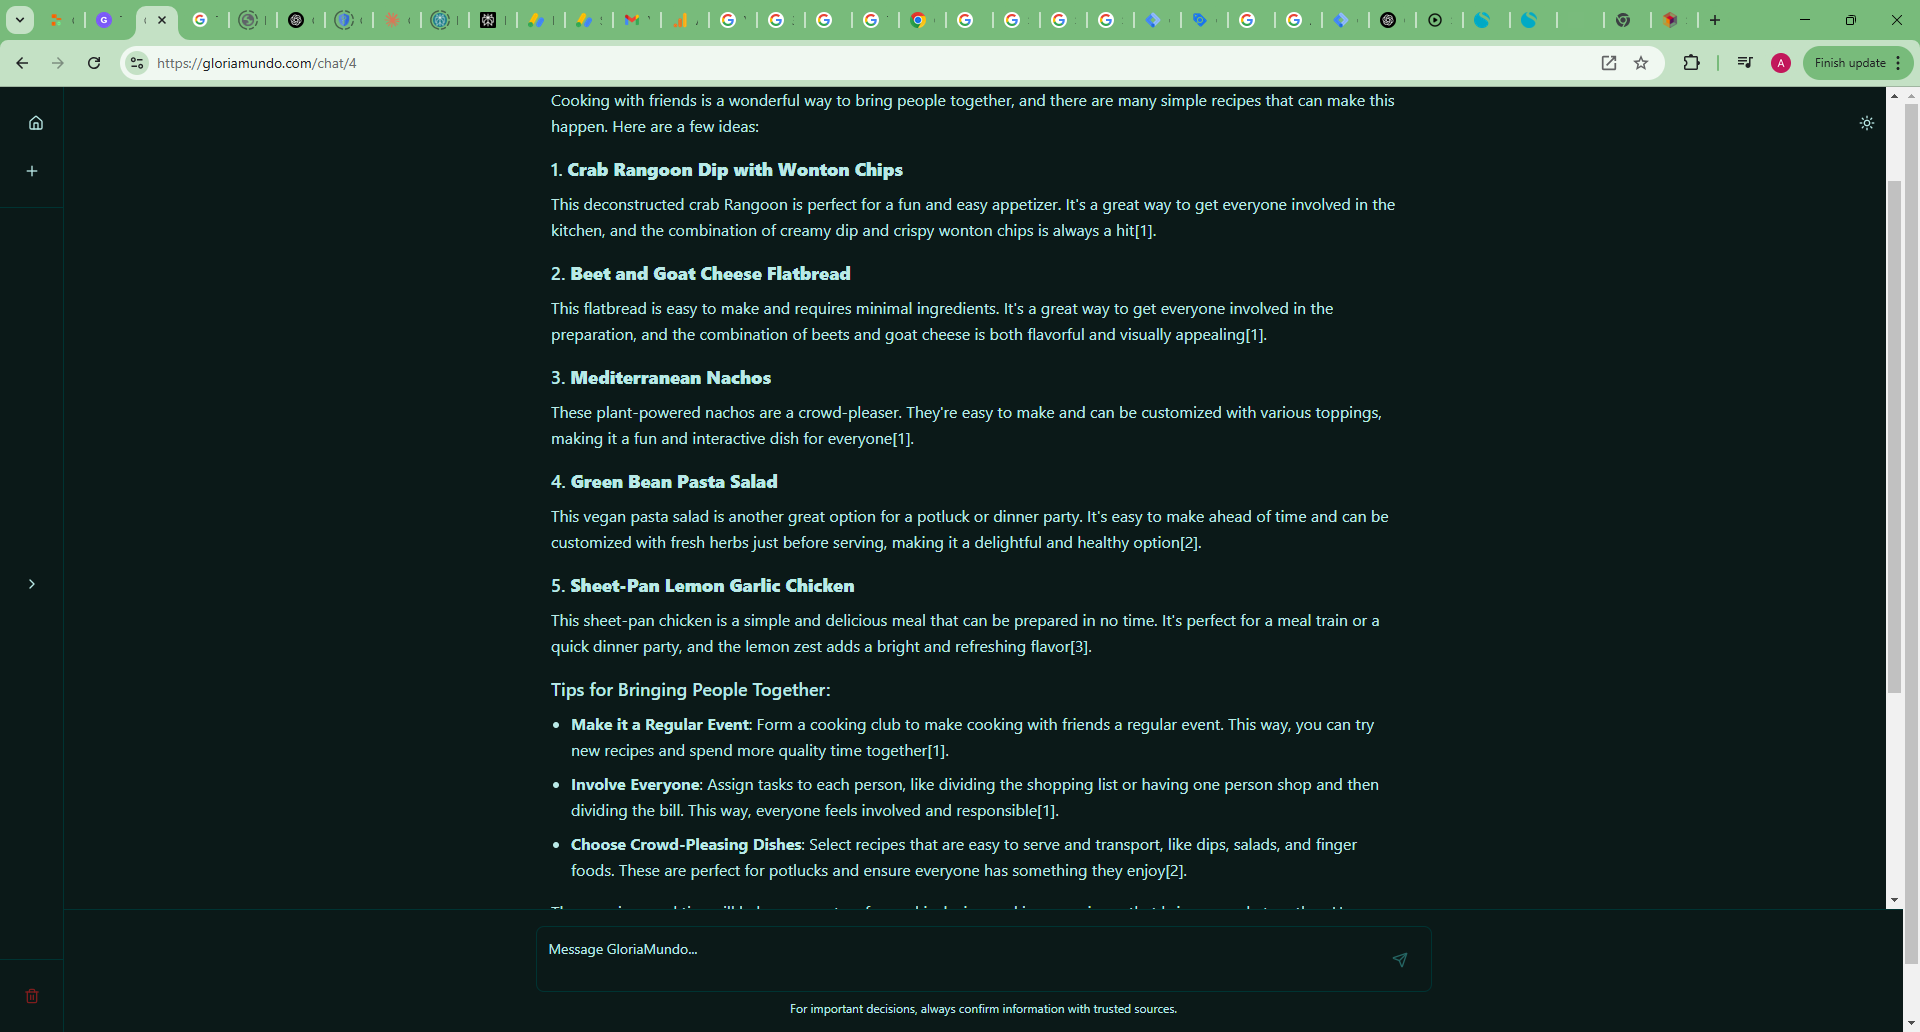 https://gloriamundo.com/chat/4
Finish update
Cooking with friends is a wonderful way to bring people together, and there are many simple recipes that can make this
happen. Here are a few ideas:
1. Crab Rangoon Dip with Wonton Chips
This deconstructed crab Rangoon is perfect for a fun and easy appetizer. It's a great way to get everyone involved in the
kitchen, and the combination of creamy dip and crispy wonton chips is always a hit[1].
2. Beet and Goat Cheese Flatbread
This flatbread is easy to make and requires minimal ingredients. It's a great way to get everyone involved in the
preparation, and the combination of beets and goat cheese is both flavorful and visually appealing[1].
3. Mediterranean Nachos
These plant-powered nachos are a crowd-pleaser. They're easy to make and can be customized with various toppings,
making it a fun and interactive dish for everyone[1].
4. Green Bean Pasta Salad
This vegan pasta salad is another great option for a potluck or dinner party. It's easy to make ahead of time and can be
customized with fresh herbs just before serving, making it a delightful and healthy option[2].
5. Sheet-Pan Lemon Garlic Chicken
This sheet-pan chicken is a simple and delicious meal that can be prepared in no time. It's perfect for a meal train or a
quick dinner party, and the lemon zest adds a bright and refreshing flavor[3].
Tips for Bringing People Together:
• Make it a Regular Event: Form a cooking club to make cooking with friends a regular event. This way, you can try
new recipes and spend more quality time together[1].
• Involve Everyone: Assign tasks to each person, like dividing the shopping list or having one person shop and then
dividing the bill. This way, everyone feels involved and responsible[1].
• Choose Crowd-Pleasing Dishes: Select recipes that are easy to serve and transport, like dips, salads, and finger
foods. These are perfect for potlucks and ensure everyone has something they enjoy[2].
Message GloriaMundo...
For important decisions, always confirm information with trusted sources.